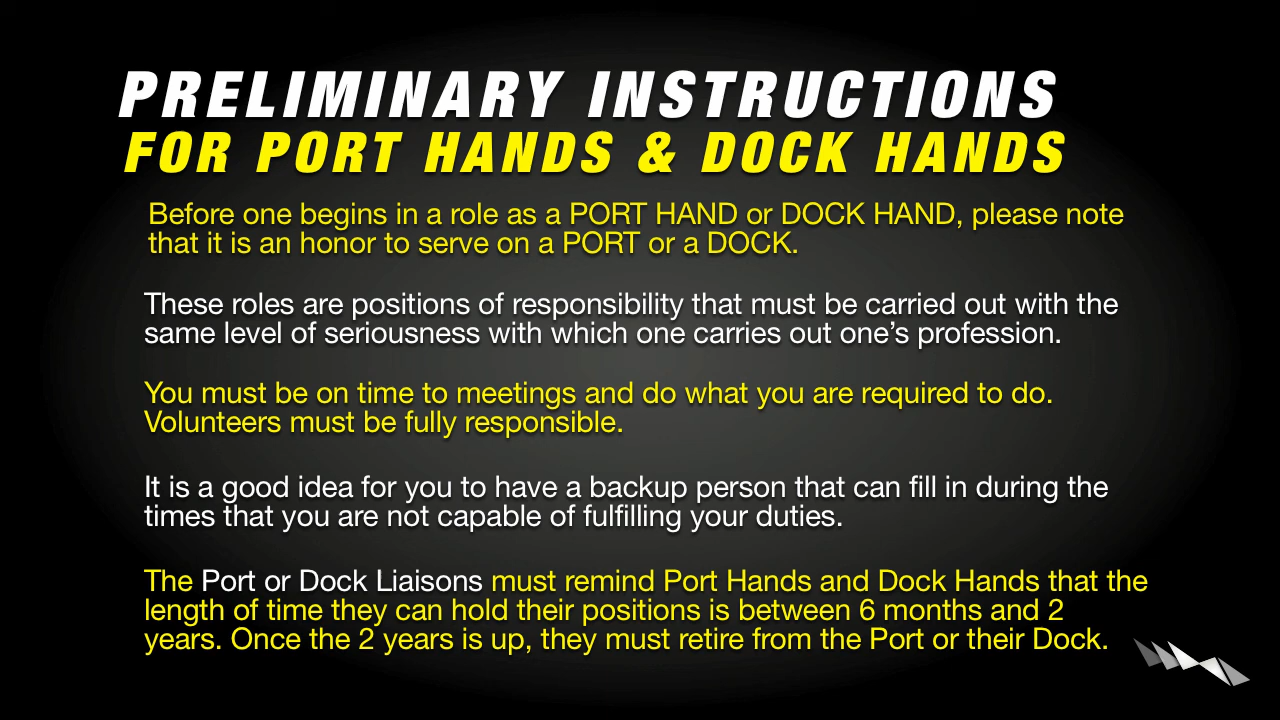 PRELIMINARY INSTRUCTIONS
FOR PORT HANDS & DOCK HANDS
Before one begins in a role as a PORT HAND or DOCK HAND, please note
that it is an honor to serve on a PORT or a DOCK.
These roles are positions of responsibility that must be carried out with the
same level of seriousness with which one carries out one’s profession.
You must be on time to meetings and do what you are required to do.
Volunteers must be fully responsible.
It is a good idea for you to have a backup person that can fill in during the
times that you are not capable of fulfilling your duties.
The Port or Dock Liaisons must remind Port Hands and Dock Hands that the
length of time they can hold their positions is between 6 months and 2
years. Once the 2 years is up, they must retire from the Port or their Dock.